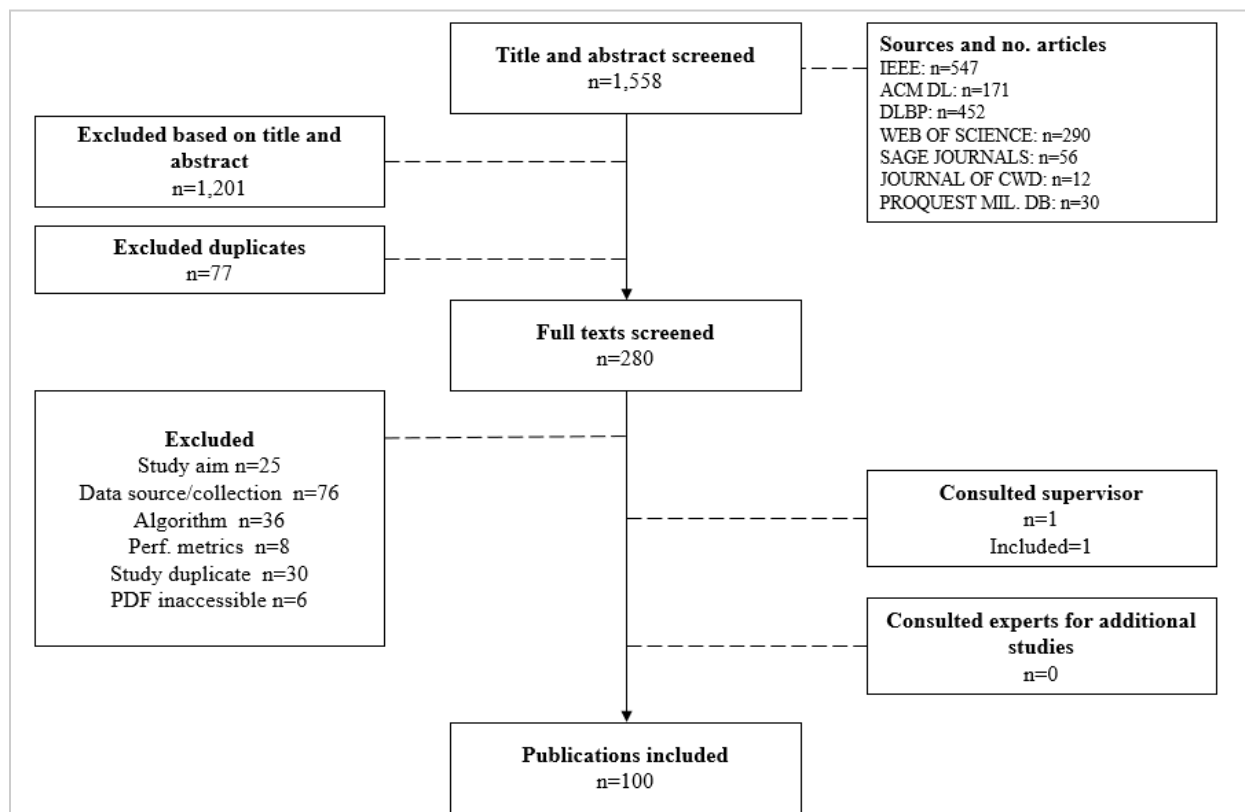 Title and abstract screened
n=1,558
Sources and no. articles
IEEE: n=547
ACM DL: n=171
DLBP: n=452
WEB OF SCIENCE: n=290
SAGE JOURNALS: n=56
JOURNAL OF CWD: n=12
PROQUEST MIL. DB: n=30
Excluded based on title and
abstract
n=1,201
Excluded duplicates
n=77
Full texts screened
n=280
Excluded
Study aim n=25
Data source/collection n=76
Algorithm n=36
Perf. metrics n=8
Study duplicate n=30
PDF inaccessible n=6
Consulted supervisor
n=1
Included=1
Consulted experts for additional
studies
n=0
Publications included
n=100